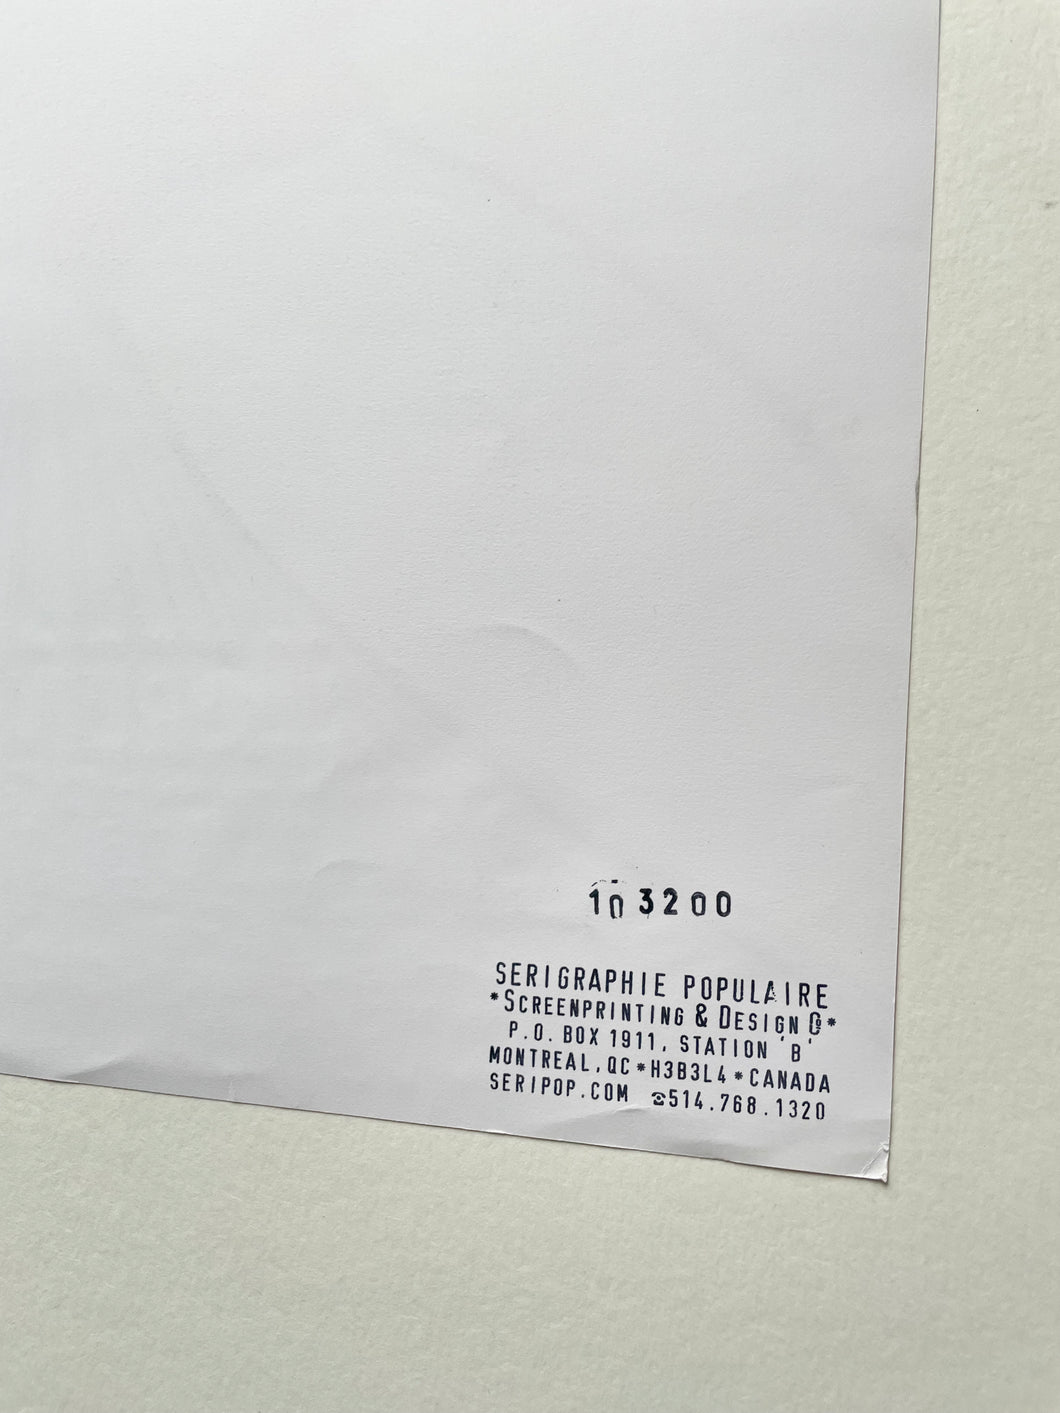 10 3200
SERIGRAPHIE POPULAIRE
*SCREENPRINTING & DESIGN Cº*
P.O. BOX 1911, STATION 'B'
MONTREAL, QC*H3B3L4*CANADA
SERIPOP.COM ☎514.768.1320